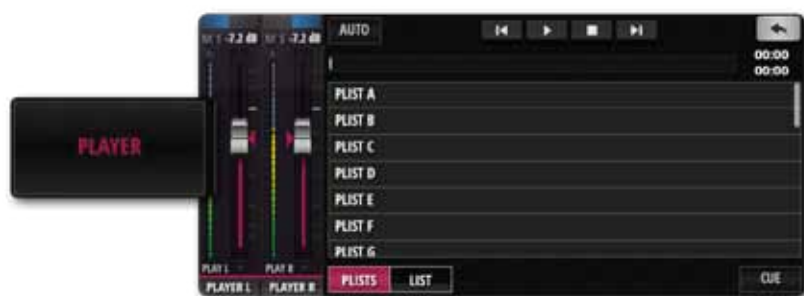 PLAYER
-7.2 dB -7.2 dB
AUTO
00:00
00:00
PLIST A
PLIST B
PLIST C
PLIST D
PLIST E
PLIST F
PLIST G
PLAY L PLAY R
PLAYER L PLAYER R
PLISTS LIST CUE